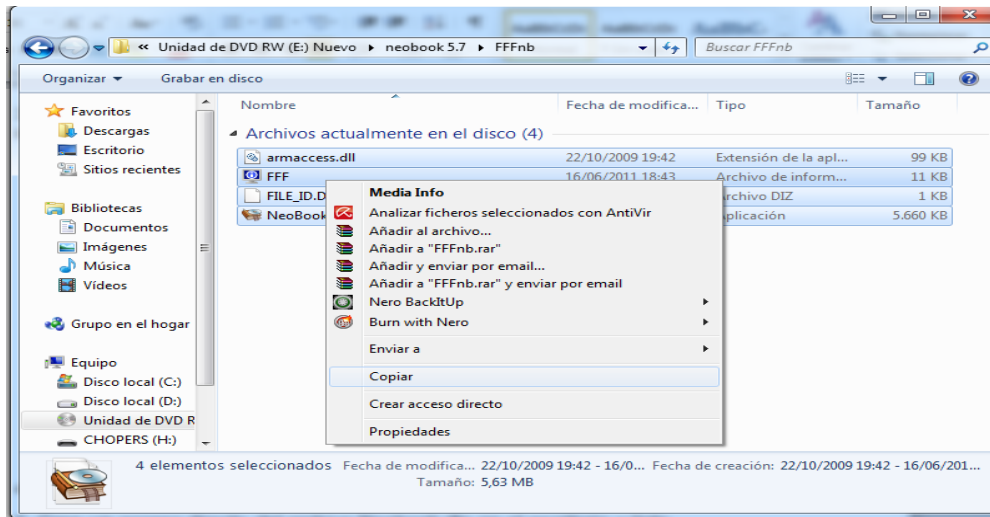 « Unidad de DVD RW (E:) Nuevo ▸ neobook 5.7 ▸ FFFnb
Buscar FFFnb
Organizar
Grabar en disco
Nombre
Fecha de modifica...
Tipo
Tamaño
Favoritos
Descargas
Escritorio
Sitios recientes
Bibliotecas
Documentos
Imágenes
Música
Vídeos
Grupo en el hogar
Equipo
Disco local (C:)
Disco local (D:)
Unidad de DVD R
CHOPERS (H:)
Archivos actualmente en el disco (4)
armaccess.dll 22/10/2009 19:42 Extensión de la apl... 99 KB
FFF 16/06/2011 18:43 Archivo de inform... 11 KB
FILE_ID.D Archivo DIZ 1 KB
NeoBook Aplicación 5.660 KB
Media Info
Analizar ficheros seleccionados con AntiVir
Añadir al archivo...
Añadir a "FFFnb.rar"
Añadir y enviar por email...
Añadir a "FFFnb.rar" y enviar por email
Nero BackItUp
Burn with Nero
Enviar a
Copiar
Crear acceso directo
Propiedades
4 elementos seleccionados Fecha de modifica... 22/10/2009 19:42 - 16/0... Fecha de creación: 22/10/2009 19:42 - 16/06/201...
Tamaño: 5,63 MB